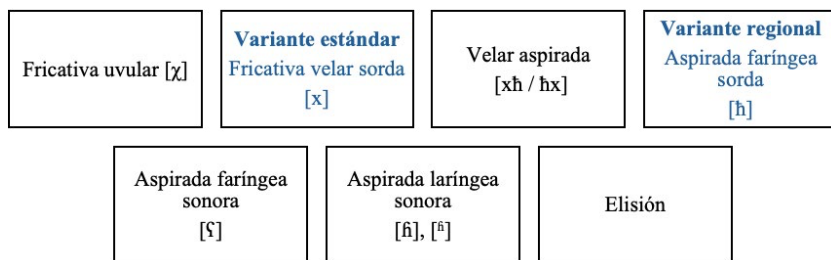 Fricativa uvular [χ]
Variante estándar
Fricativa velar sorda
[x]
Velar aspirada
[xħ / ħx]
Variante regional
Aspirada faríngea
sorda
[ħ]
Aspirada faríngea
sonora
[ʕ]
Aspirada laríngea
sonora
[ɦ], [ʱ]
Elisión